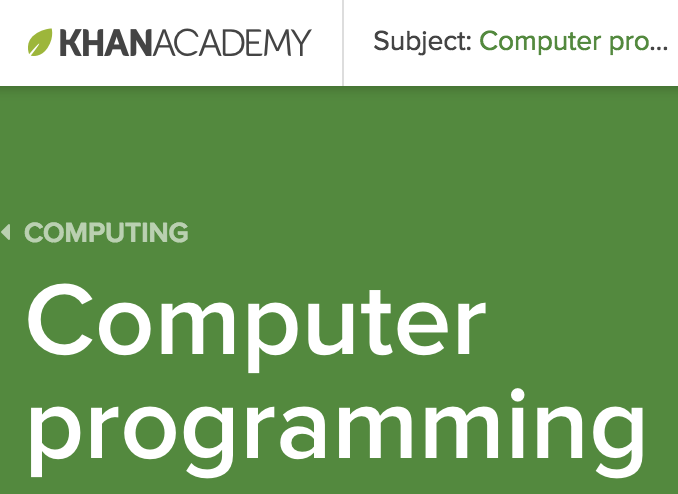 KHANACADEMY
Subject: Computer pro...
COMPUTING
Computer
programming